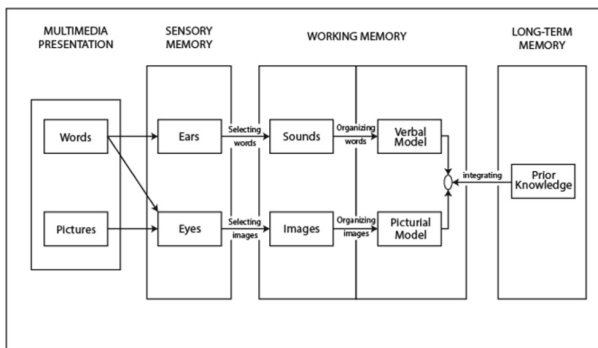 MULTIMEDIA
PRESENTATION
SENSORY
MEMORY
WORKING MEMORY
LONG-TERM
MEMORY
Words
Ears
Selecting
words
Sounds
Organizing
words
Verbal
Model
integrating
Prior
Knowledge
Pictures
Eyes
Selecting
images
Images
Organizing
images
Picturial
Model